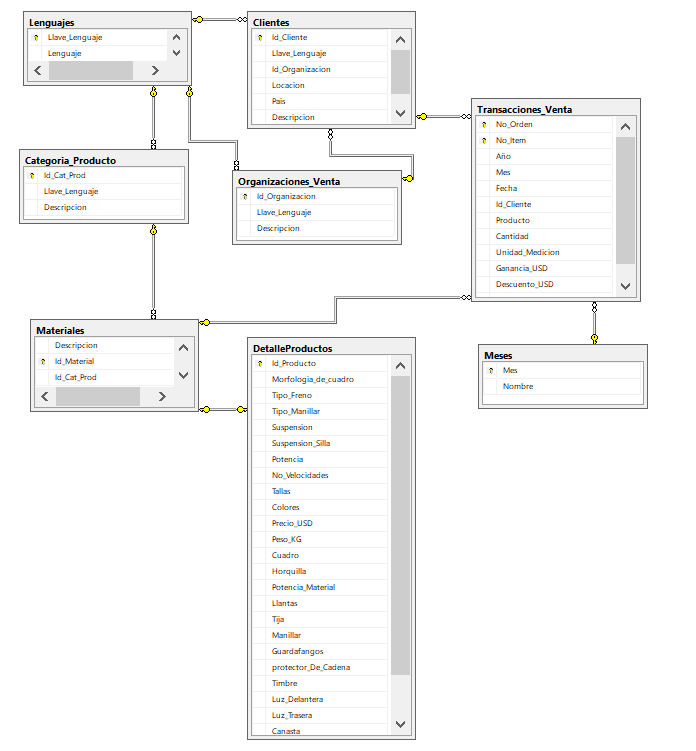 Lenguajes
Llave_Lenguaje
Lenguaje
Clientes
Id_Cliente
Llave_Lenguaje
Id_Organizacion
Locacion
Pais
Descripcion
Transacciones_Venta
No_Orden
No_Item
Año
Mes
Fecha
Id_Cliente
Producto
Cantidad
Unidad_Medicion
Ganancia_USD
Descuento_USD
Categoria_Producto
Id_Cat_Prod
Llave_Lenguaje
Descripcion
Organizaciones_Venta
Id_Organizacion
Llave_Lenguaje
Descripcion
Materiales
Descripcion
Id_Material
Id_Cat_Prod
DetalleProductos
Id_Producto
Morfologia_de_cuadro
Tipo_Freno
Tipo_Manillar
Suspension
Suspension_Silla
Potencia
No_Velocidades
Tallas
Colores
Precio_USD
Peso_KG
Cuadro
Horquilla
Potencia_Material
Llantas
Tija
Manillar
Guardafangos
protector_De_Cadena
Timbre
Luz_Delantera
Luz_Trasera
Canasta
Meses
Mes
Nombre